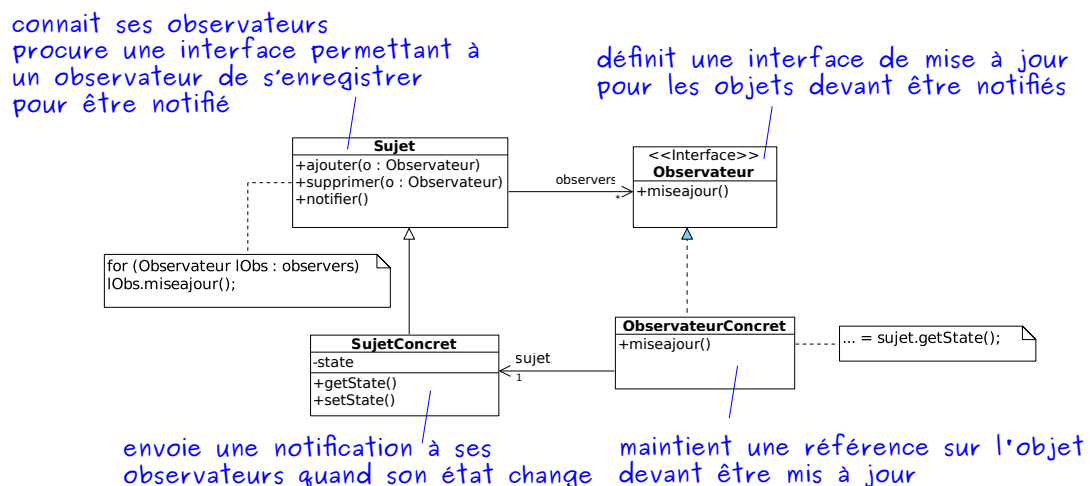 connait ses observateurs
procure une interface permettant à
un observateur de s'enregistrer
pour être notifié
définit une interface de mise à jour
pour les objets devant être notifiés
Sujet
+ajouter(o : Observateur)
+supprimer(o : Observateur)
+notifier()
observers
*
<<Interface>>
Observateur
+miseajour()
for (Observateur lObs : observers)
lObs.miseajour();
SujetConcret
-state
+getState()
+setState()
sujet
1
ObservateurConcret
+miseajour()
... = sujet.getState();
envoie une notification à ses
observateurs quand son état change
maintient une référence sur l'objet
devant être mis à jour